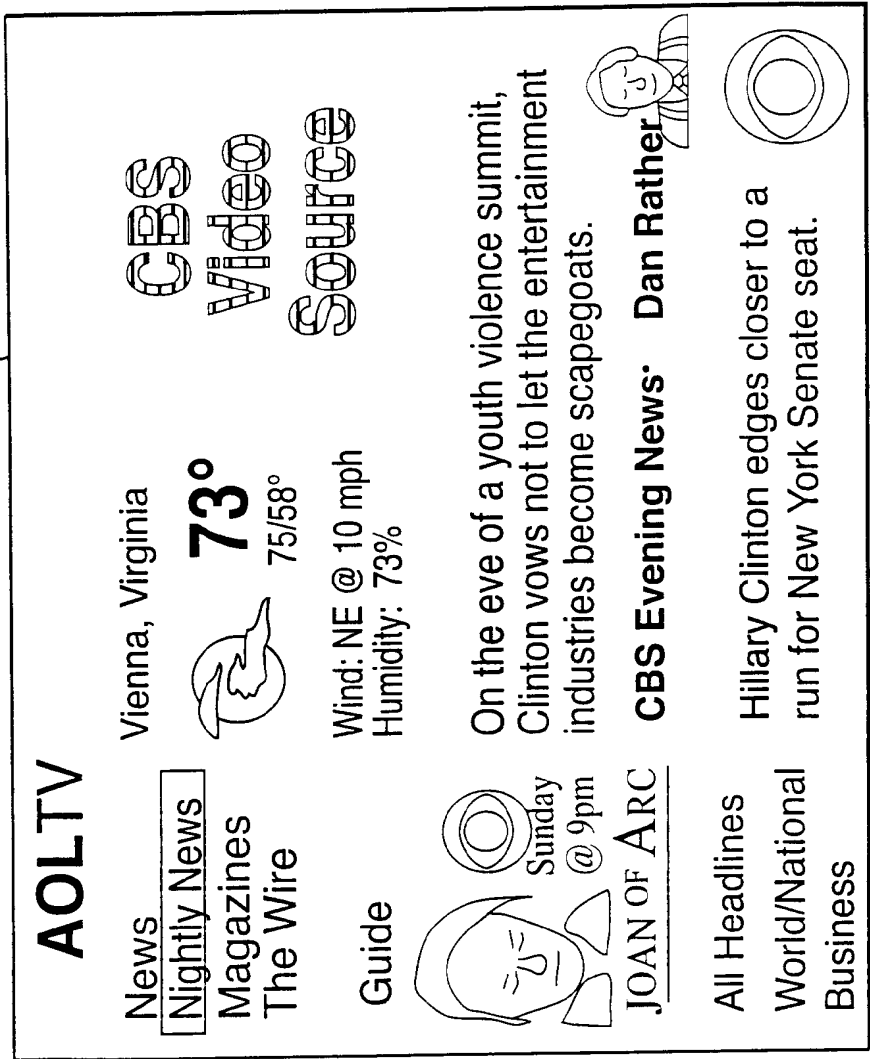 AOLTV
News
Nightly News
Magazines
The Wire
Guide
Sunday
@ 9pm
JOAN OF ARC
All Headlines
World/National
Business
Vienna, Virginia
73°
75/58°
Wind: NE @ 10 mph
Humidity: 73%
CBS
Video
Source
On the eve of a youth violence summit,
Clinton vows not to let the entertainment
industries become scapegoats.
CBS Evening News• Dan Rather
Hillary Clinton edges closer to a
run for New York Senate seat.